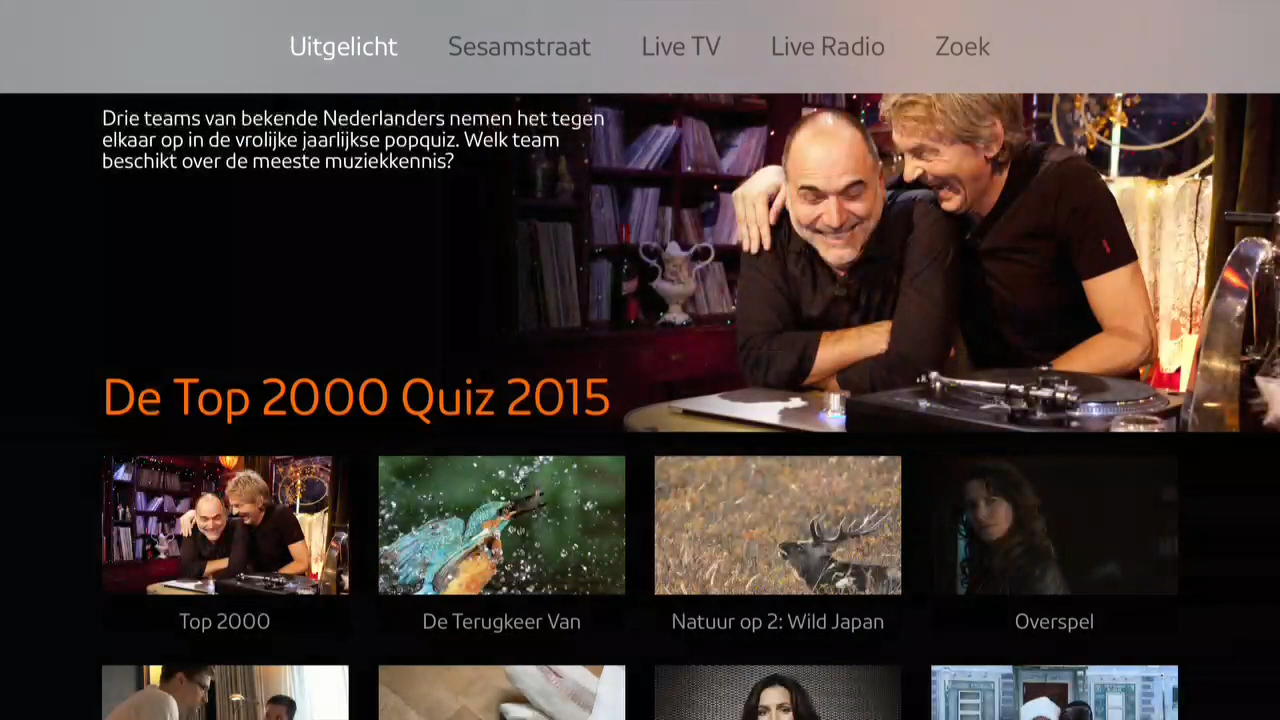 Uitgelicht Sesamstraat Live TV Live Radio Zoek
Drie teams van bekende Nederlanders nemen het tegen
elkaar op in de vrolijke jaarlijkse popquiz. Welk team
beschikt over de meeste muziekkennis?
De Top 2000 Quiz 2015
Top 2000 De Terugkeer Van Natuur op 2: Wild Japan Overspel